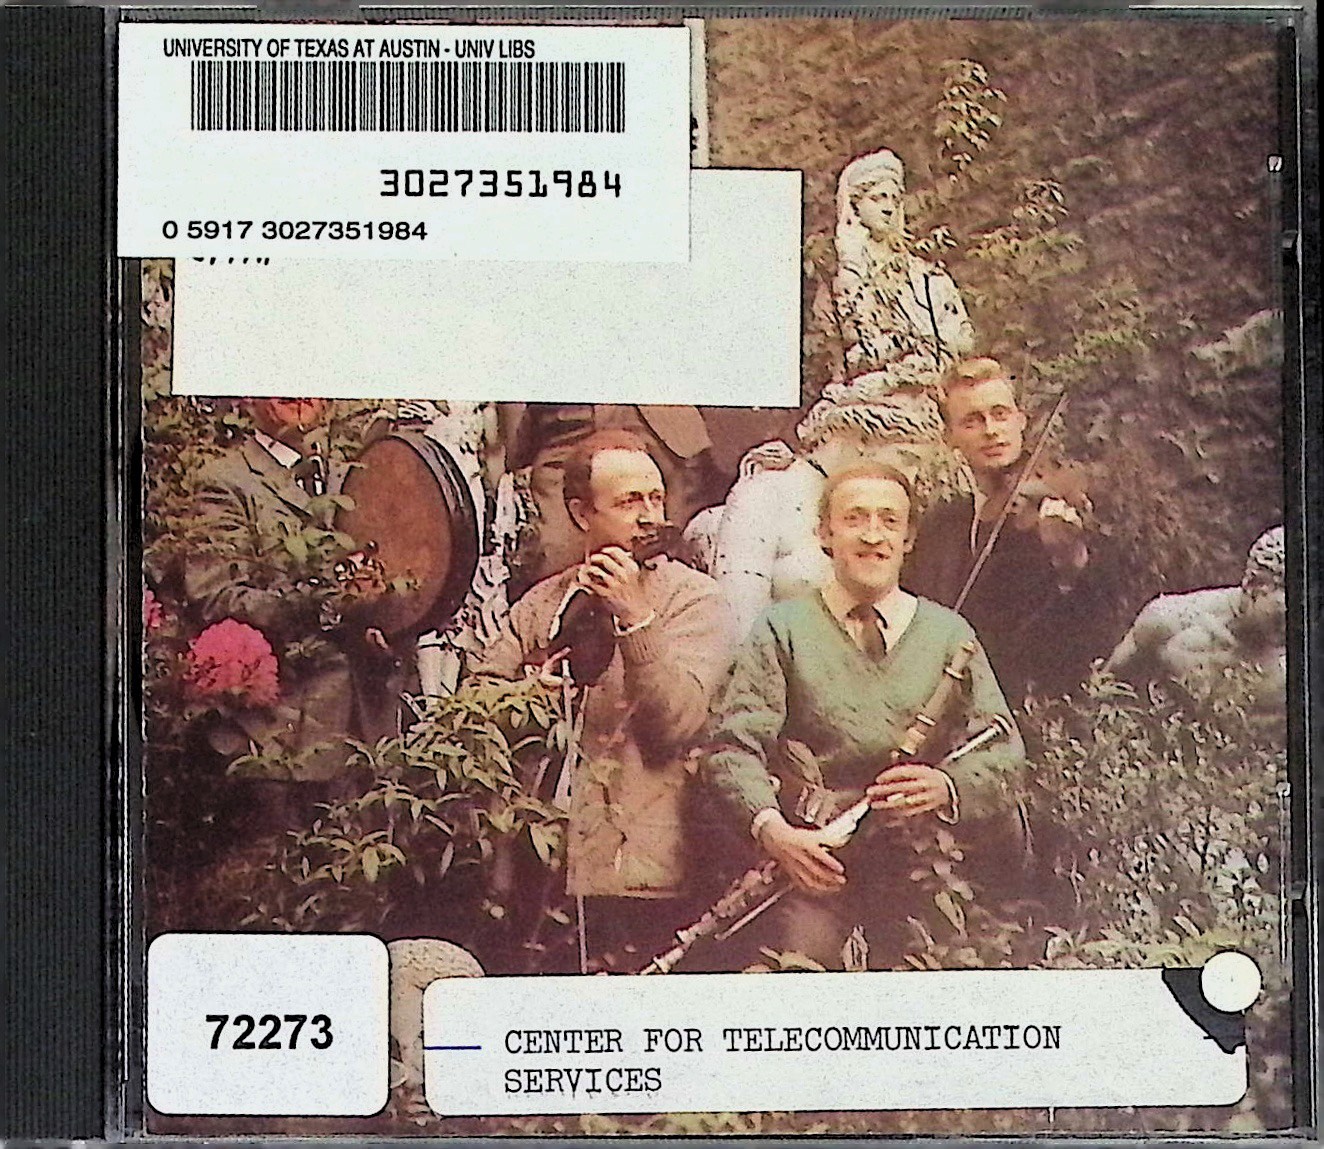 UNIVERSITY OF TEXAS AT AUSTIN - UNIV LIBS
3027351984
0 5917 3027351984
72273
CENTER FOR TELECOMMUNICATION
SERVICES